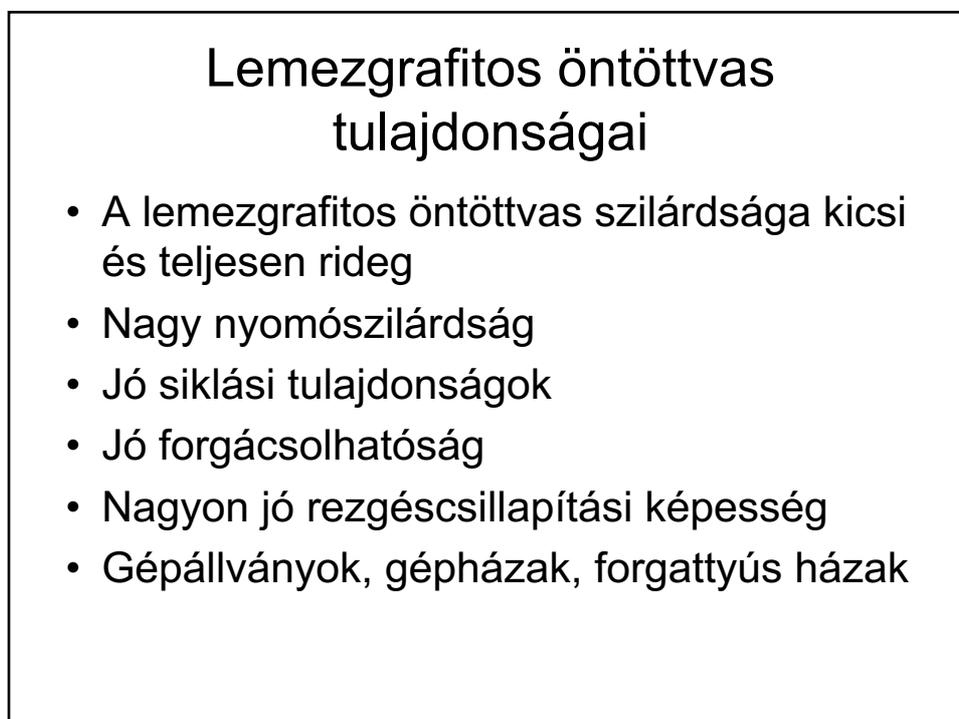 Lemezgrafitos öntöttvas
tulajdonságai
• A lemezgrafitos öntöttvas szilárdsága kicsi
és teljesen rideg
• Nagy nyomószilárdság
• Jó siklási tulajdonságok
• Jó forgácsolhatóság
• Nagyon jó rezgéscsillapítási képesség
• Gépállványok, gépházak, forgattyús házak